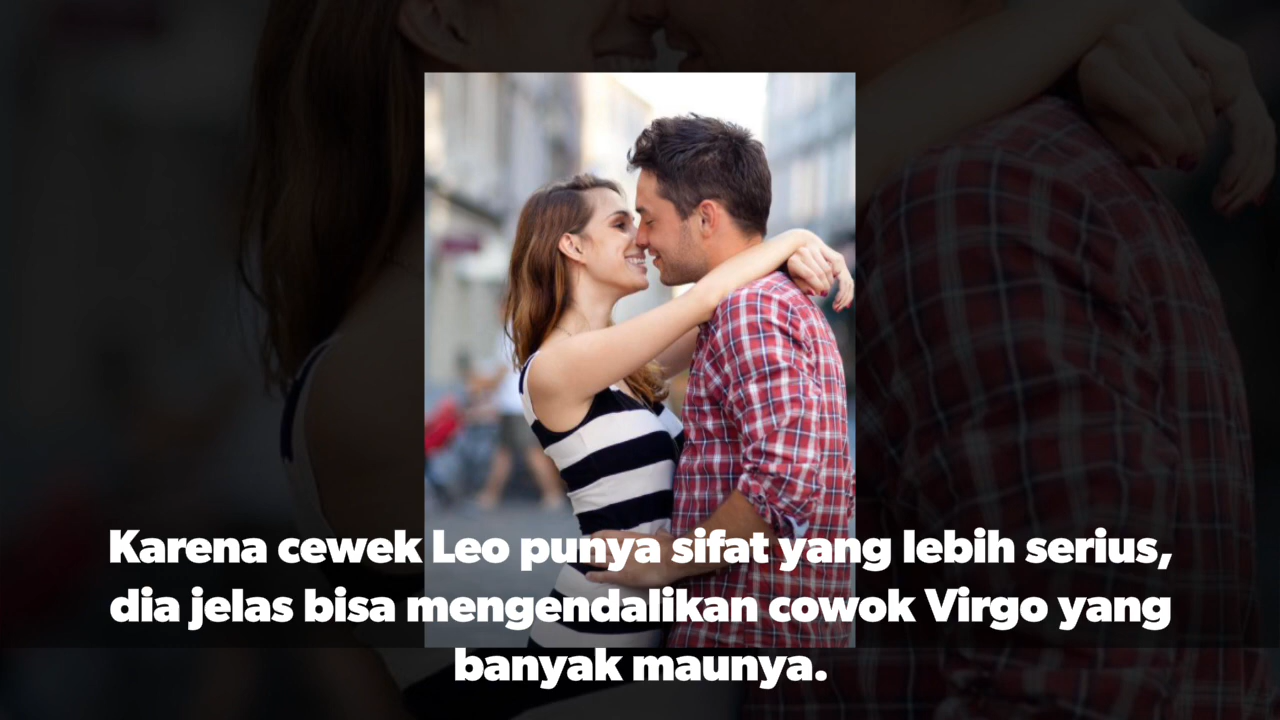 Karena cewek Leo punya sifat yang lebih serius,
dia jelas bisa mengendalikan cowok Virgo yang
banyak maunya.